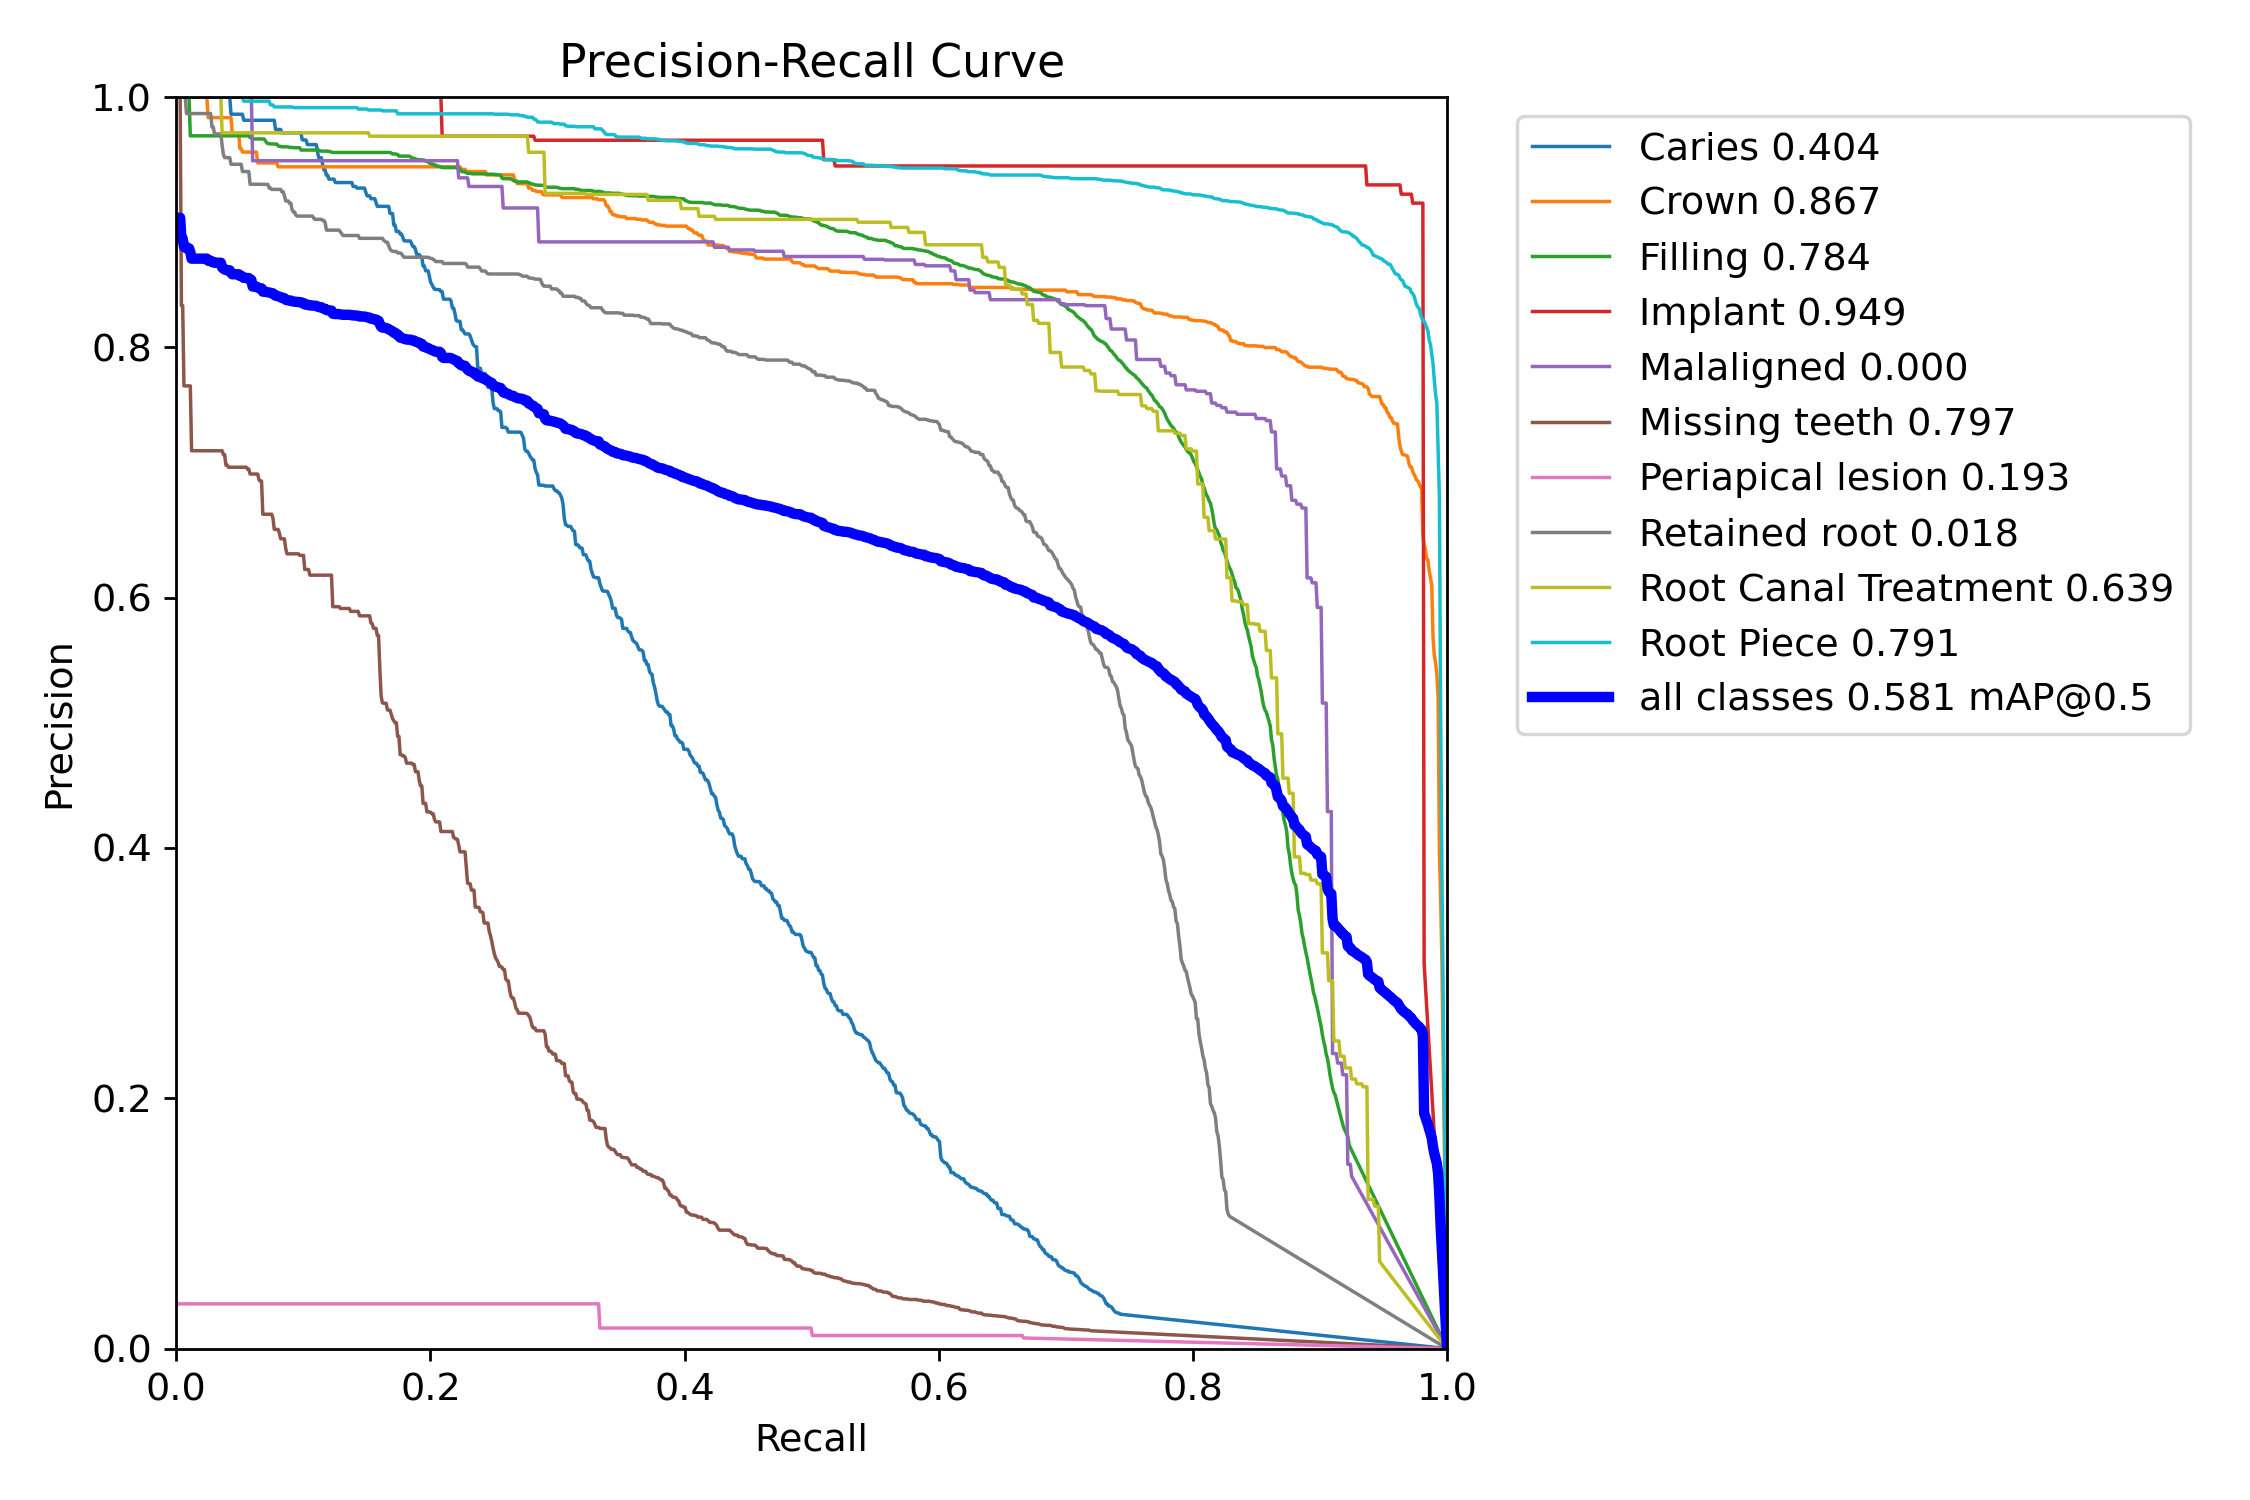 Precision-Recall Curve
1.0
0.8
0.6
0.4
0.2
0.0
Precision
0.0 0.2 0.4 0.6 0.8 1.0
Recall
Caries 0.404
Crown 0.867
Filling 0.784
Implant 0.949
Malaligned 0.000
Missing teeth 0.797
Periapical lesion 0.193
Retained root 0.018
Root Canal Treatment 0.639
Root Piece 0.791
all classes 0.581 mAP@0.5